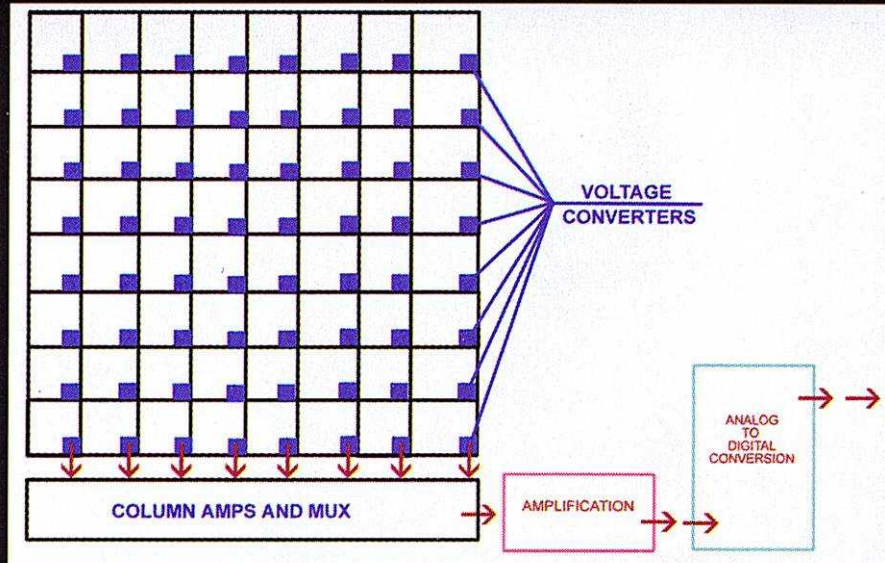 VOLTAGE
CONVERTERS
ANALOG
TO
DIGITAL
CONVERSION
COLUMN AMPS AND MUX
AMPLIFICATION